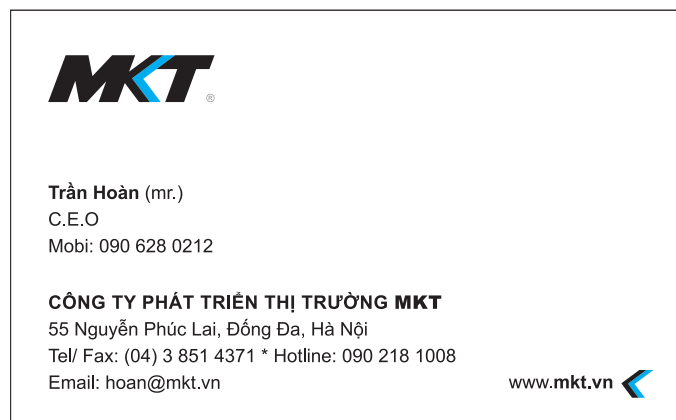 MKT ®
Trần Hoàn (mr.)
C.E.O
Mobi: 090 628 0212
CÔNG TY PHÁT TRIỂN THỊ TRƯỜNG MKT
55 Nguyễn Phúc Lai, Đống Đa, Hà Nội
Tel/ Fax: (04) 3 851 4371 * Hotline: 090 218 1008
Email: hoan@mkt.vn
www.mkt.vn